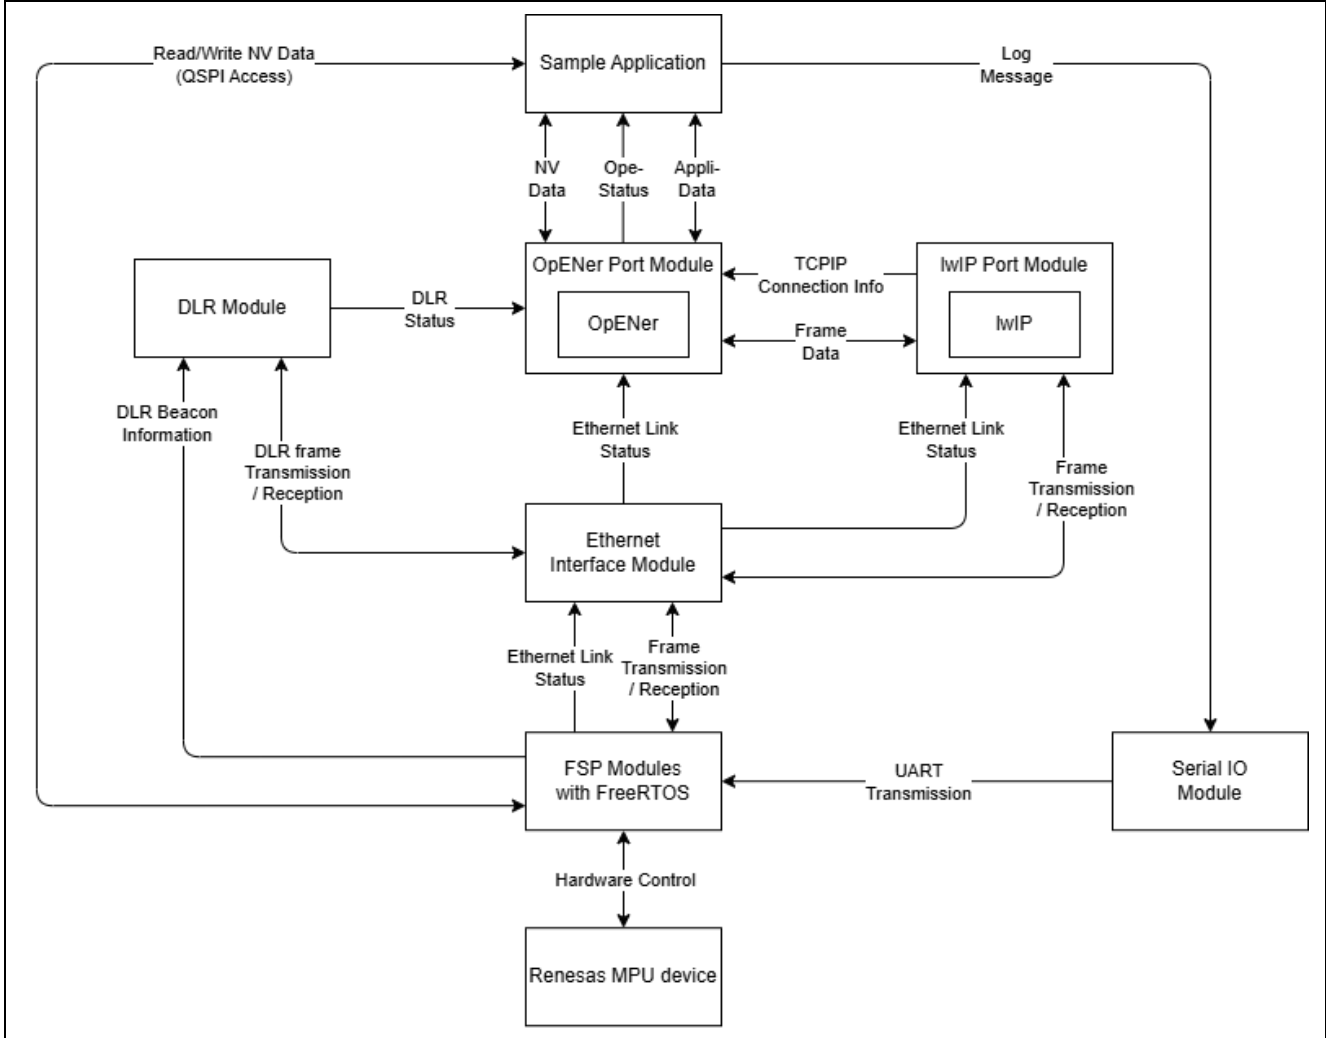 Read/Write NV Data
(QSPI Access)
Sample Application
Log
Message
NV
Data
Ope-
Status
Appli-
Data
OpENer Port Module
OpENer
TCPIP
Connection Info
Frame
Data
lwIP Port Module
lwIP
DLR Module
DLR
Status
DLR Beacon
Information
DLR frame
Transmission
/ Reception
Ethernet Link
Status
Ethernet Link
Status
Frame
Transmission
/ Reception
Ethernet
Interface Module
Ethernet Link
Status
Frame
Transmission
/ Reception
FSP Modules
with FreeRTOS
UART
Transmission
Serial IO
Module
Hardware Control
Renesas MPU device